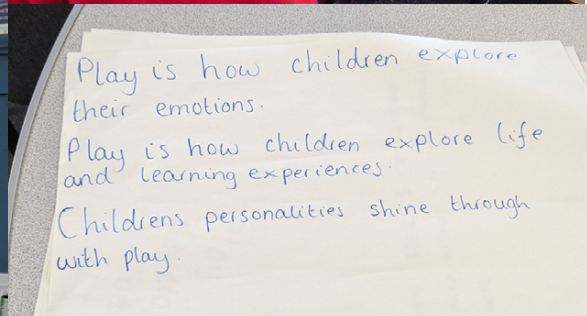 Play is how children explore
their emotions.
Play is how children explore life
and learning experiences.
Childrens personalities shine through
with play.